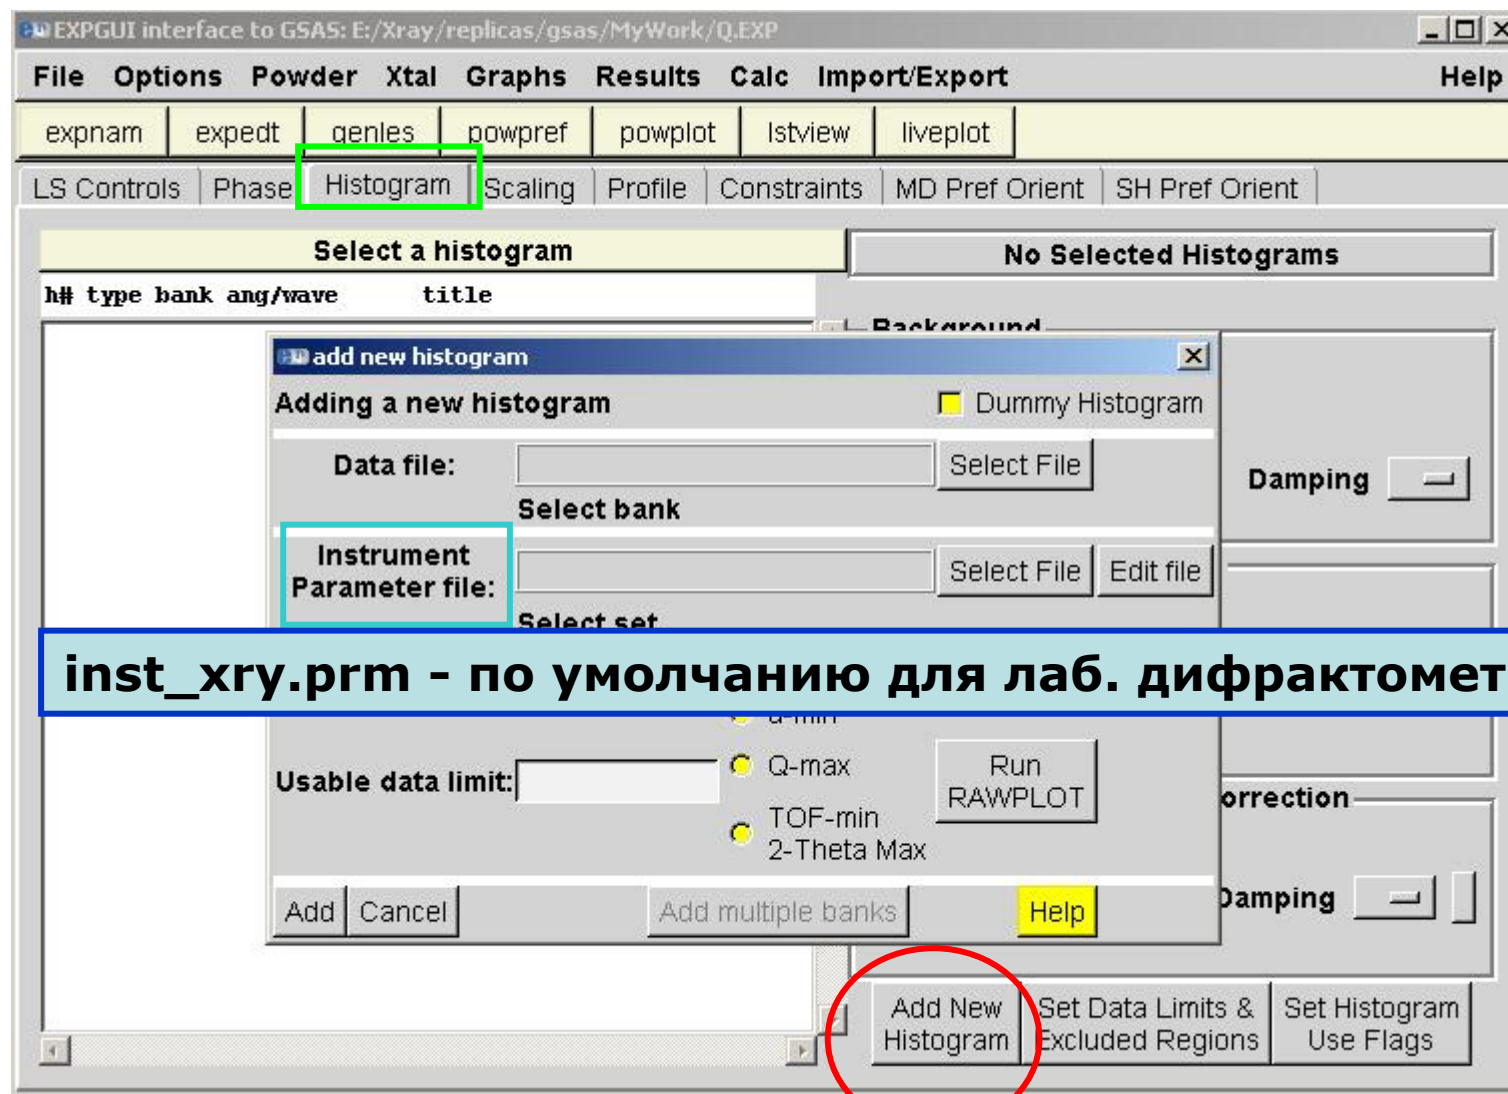 EXPGUI interface to GSAS: E:/Xray/replicas/gsas/MyWork/Q.EXP
File Options Powder Xtal Graphs Results Calc Import/Export Help
expnam expedt genles powpref powplot lstview liveplot
LS Controls Phase Histogram Scaling Profile Constraints MD Pref Orient SH Pref Orient
Select a histogram
No Selected Histograms
h# type bank ang/wave title
Background
add new histogram
Adding a new histogram
Dummy Histogram
Data file:
Select File
Damping
Select bank
Instrument
Parameter file:
Select File
Edit file
Select set
inst_xry.prm - по умолчанию для лаб. дифрактомет
d-min
Usable data limit:
Q-max
Run
RAWPLOT
TOF-min
2-Theta Max
orrection
Damping
Add Cancel Add multiple banks Help
Add New
Histogram
Set Data Limits &
Excluded Regions
Set Histogram
Use Flags